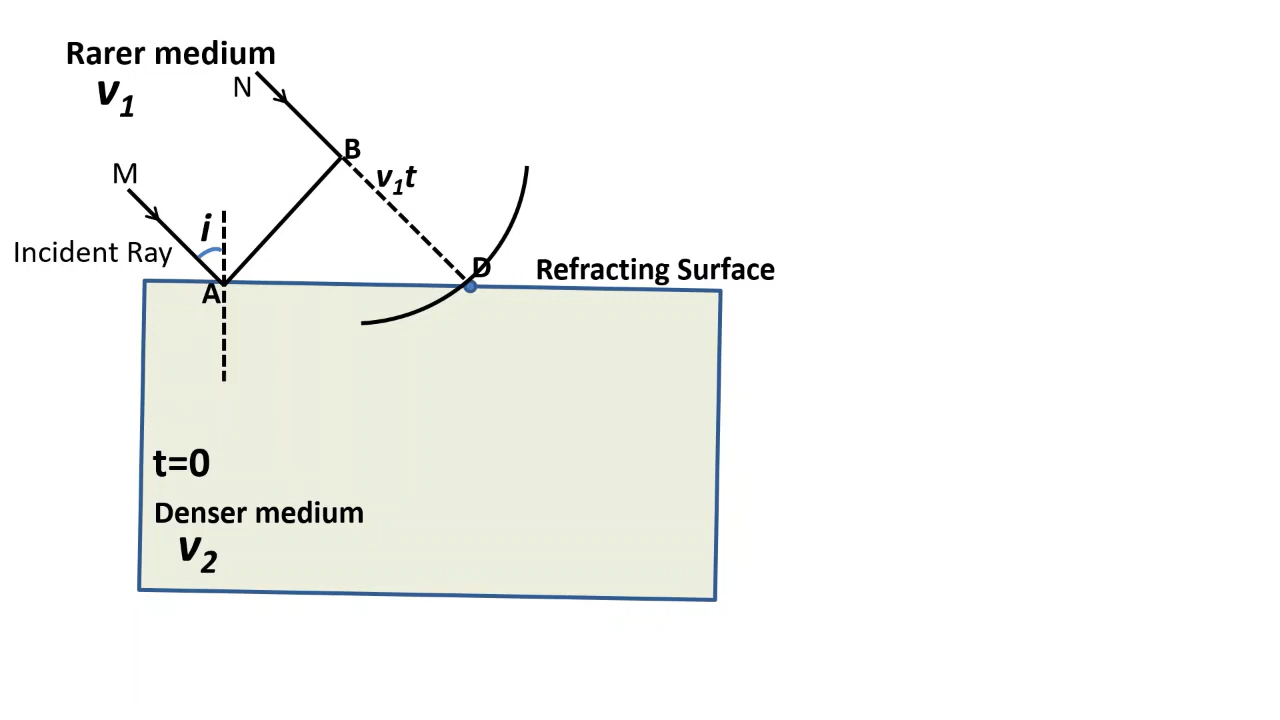 Rarer medium
v1
N
B
v1t
M
i
Incident Ray
A
D
Refracting Surface
t=0
Denser medium
v2